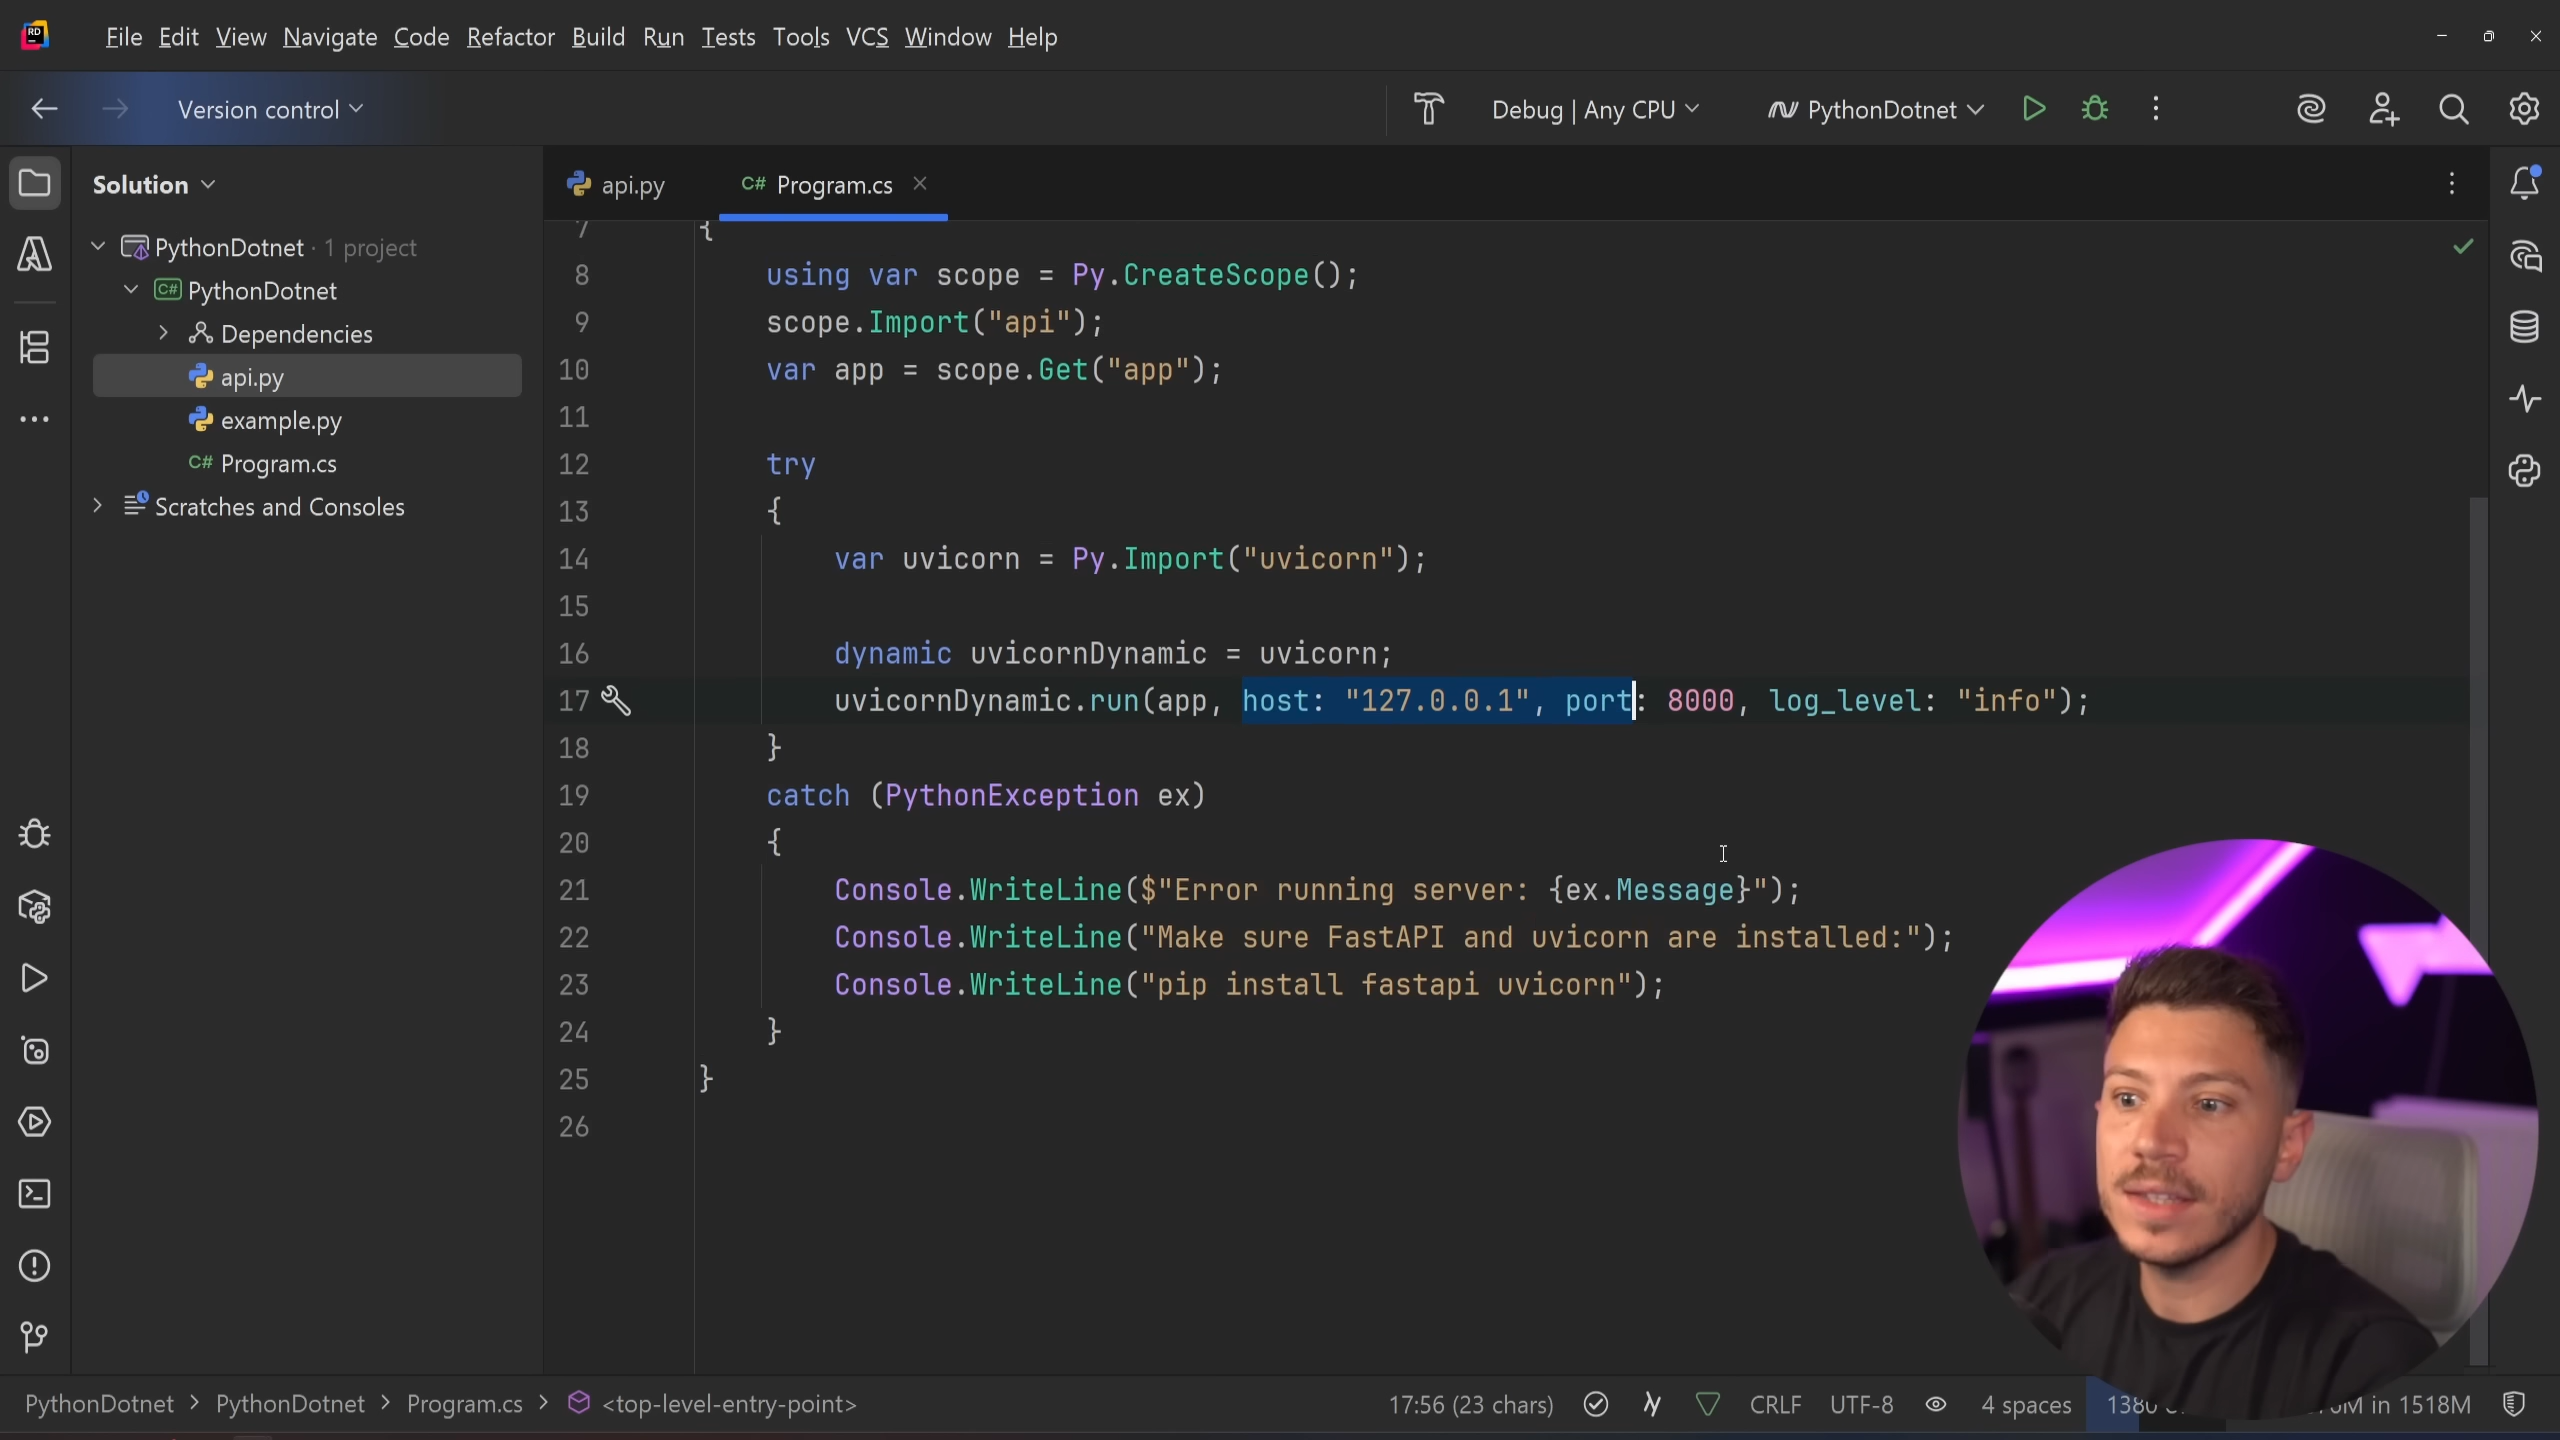 RD
File Edit View Navigate Code Refactor Build Run Tests Tools VCS Window Help
Version control
Debug | Any CPU
PythonDotnet
Solution
api.py
C# Program.cs
PythonDotnet · 1 project
C# PythonDotnet
Dependencies
api.py
example.py
C# Program.cs
Scratches and Consoles
7 {
8 using var scope = Py.CreateScope();
9 scope.Import("api");
10 var app = scope.Get("app");
11
12 try
13 {
14 var uvicorn = Py.Import("uvicorn");
15
16 dynamic uvicornDynamic = uvicorn;
17 uvicornDynamic.run(app, host: "127.0.0.1", port: 8000, log_level: "info");
18 }
19 catch (PythonException ex)
20 {
21 Console.WriteLine($"Error running server: {ex.Message}");
22 Console.WriteLine("Make sure FastAPI and uvicorn are installed:");
23 Console.WriteLine("pip install fastapi uvicorn");
24 }
25 }
26
PythonDotnet > PythonDotnet > Program.cs > <top-level-entry-point>
17:56 (23 chars) CRLF UTF-8 4 spaces 1380 in 1518M